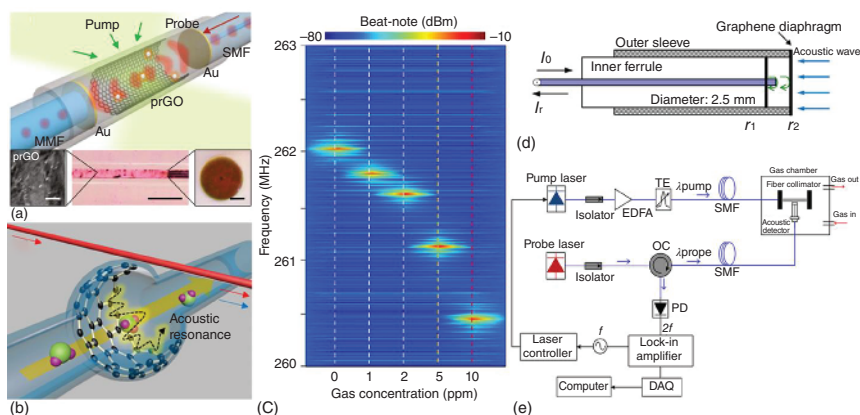 Pump
Probe
SMF
Au
prGO
Au
MMF
prGO
(a)
Acoustic
resonance
(b)
Beat-note (dBm)
−80
−10
263
262
261
260
Frequency (MHz)
0
1
2
5
10
Gas concentration (ppm)
(C)
Graphene diaphragm
Outer sleeve
Acoustic wave
I0
Inner ferrule
Ir
Diameter: 2.5 mm
r1
r2
(d)
Gas chamber
Gas out
Pump laser
TE
λpump
Fiber collimator
Gas in
Isolator
EDFA
SMF
Acoustic
detector
Probe laser
OC
λprope
Isolator
SMF
PD
f
2f
Laser
controller
Lock-in
amplifier
Computer
DAQ
(e)